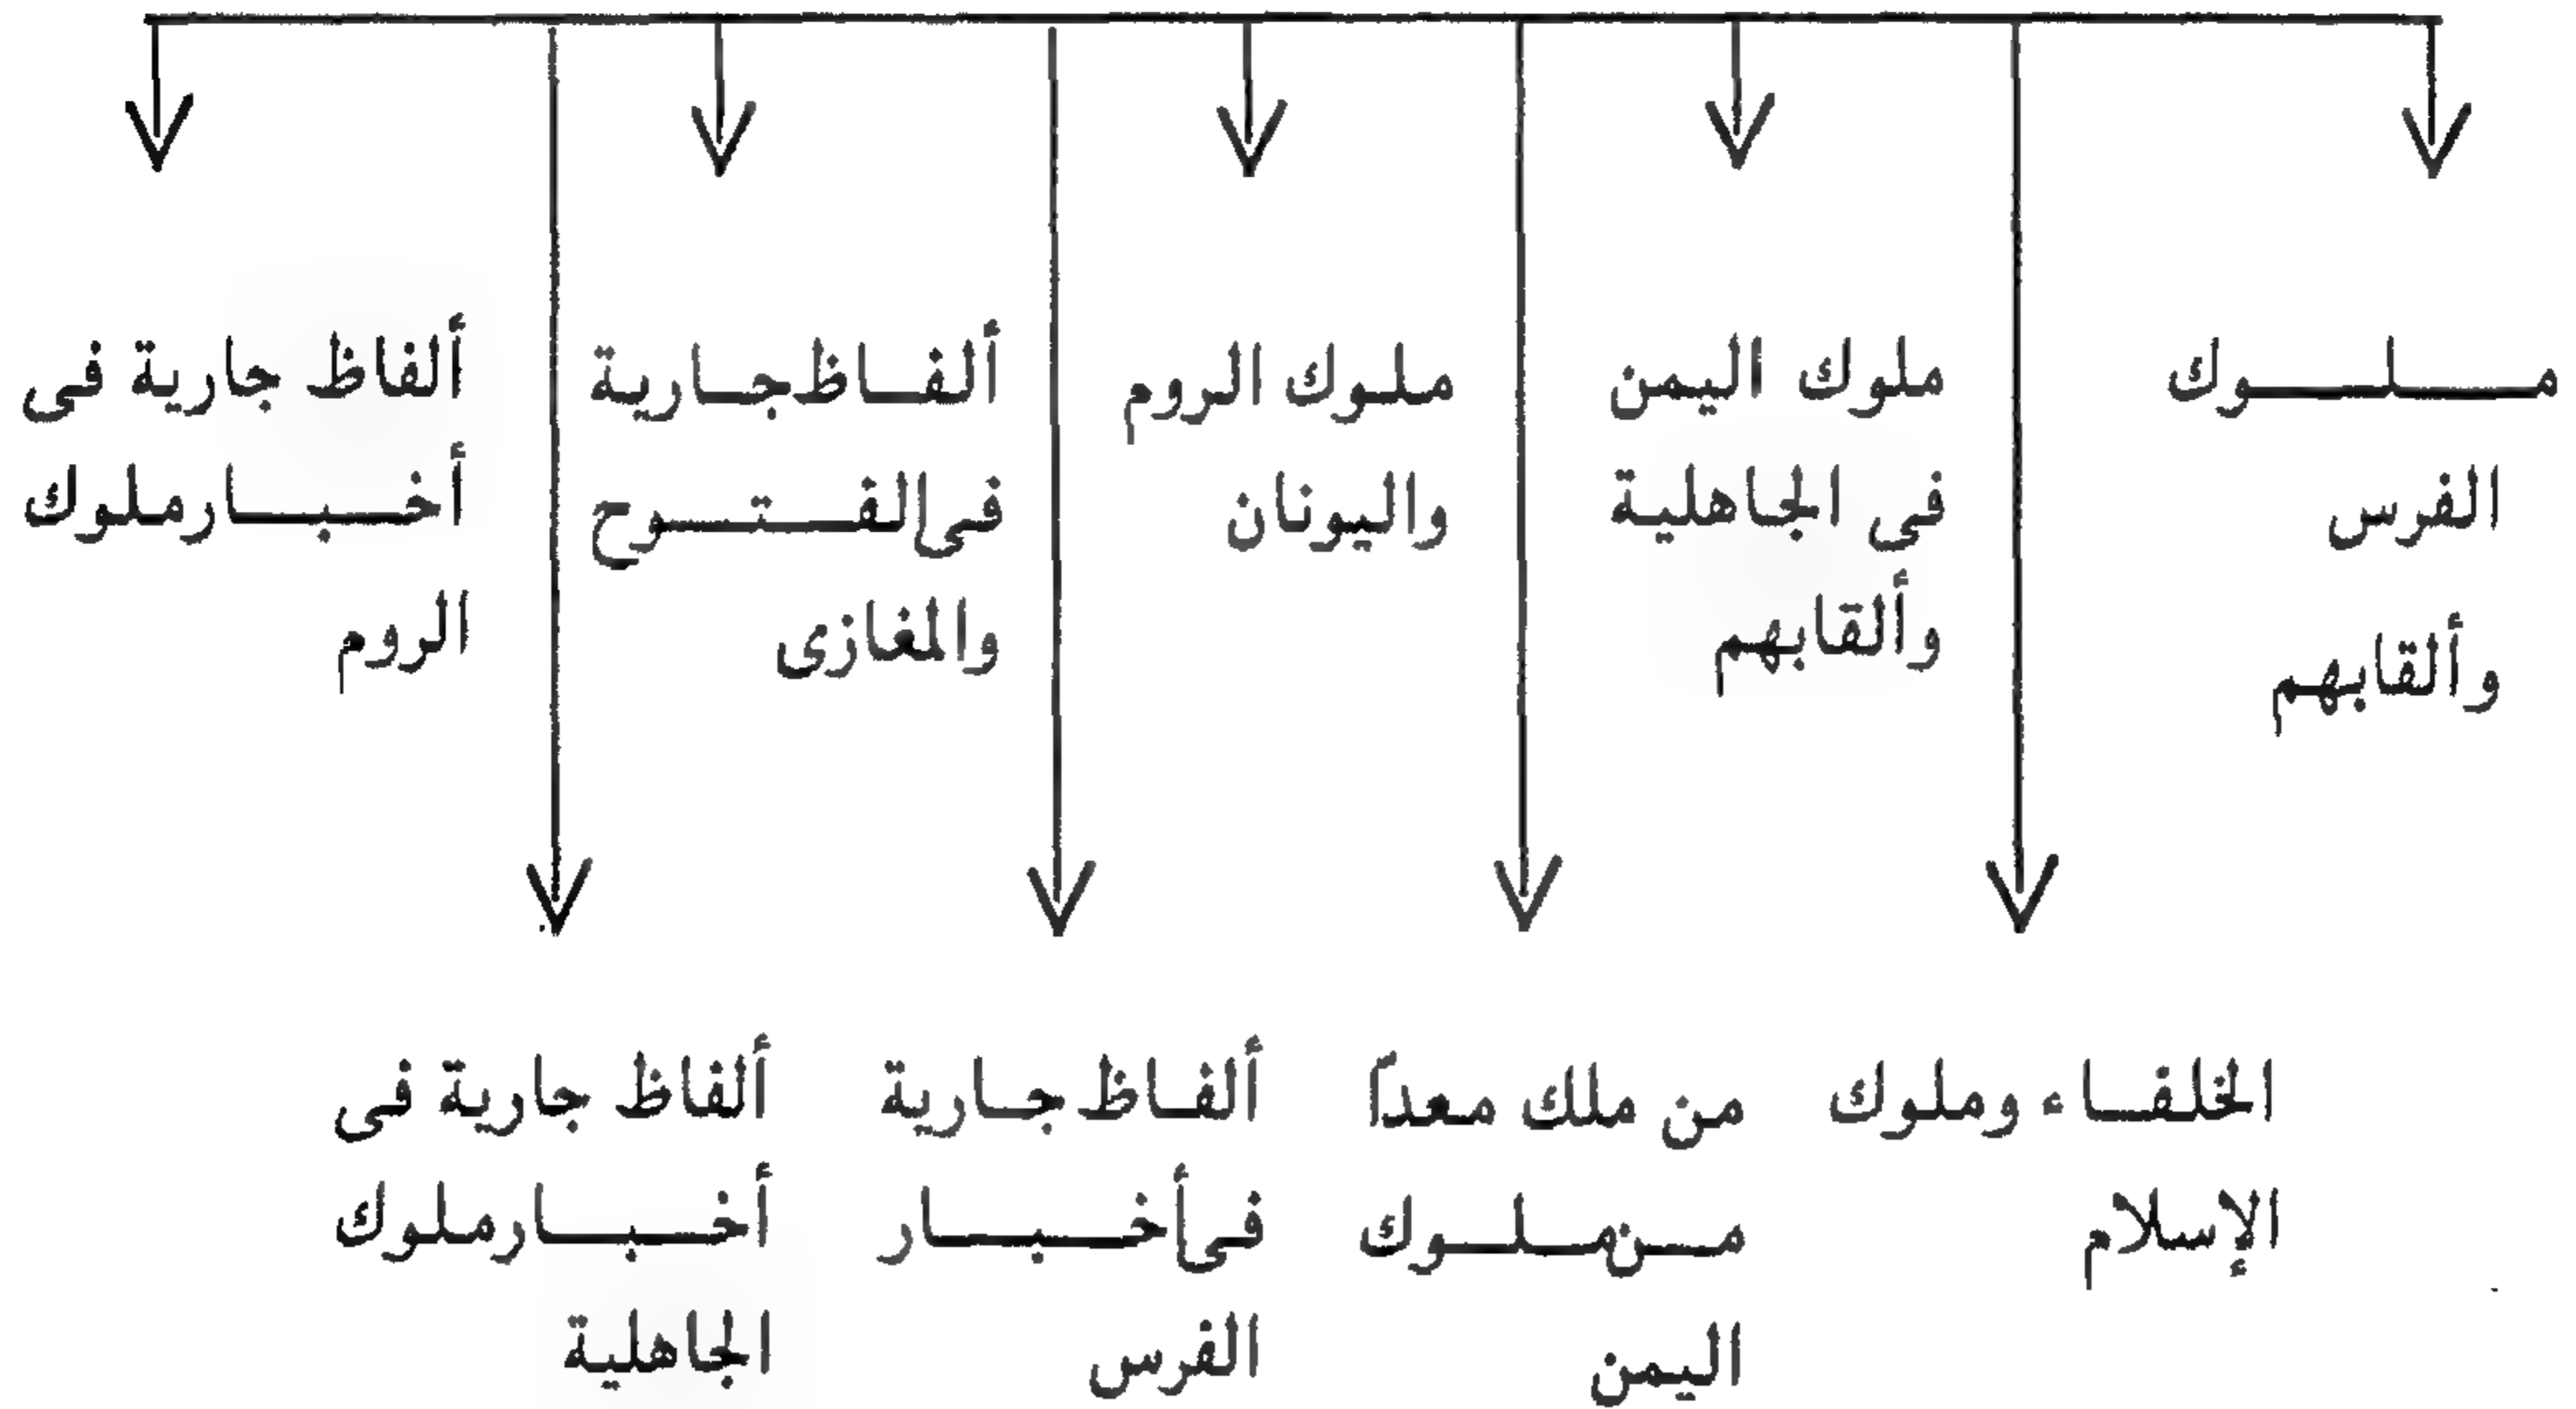 ملوك
الفرس
وألقابهم
ملوك اليمن
فى الجاهلية
وألقابهم
ملوك الروم
واليونان
ألفاظ جارية
فى الفتوح
والمغازى
ألفاظ جارية فى
أخبار ملوك
الروم
الخلفاء وملوك
الإسلام
من ملك معدّا
من ملوك
اليمن
ألفاظ جارية
فى أخبار
الفرس
ألفاظ جارية فى
أخبار ملوك
الجاهلية